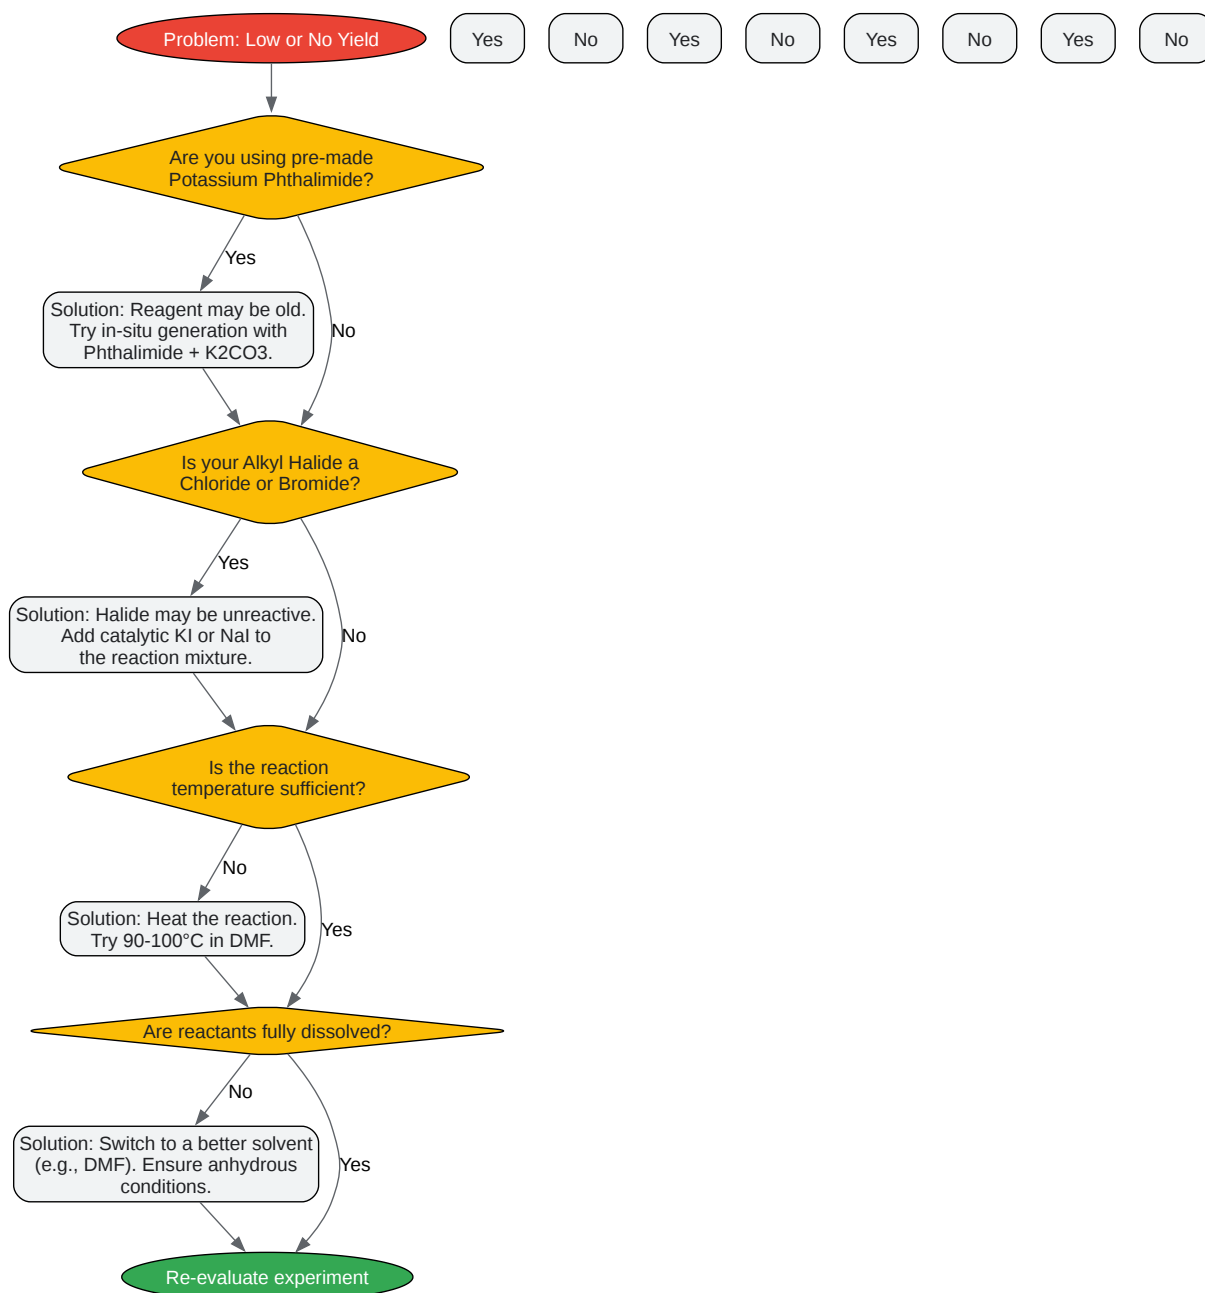 Problem: Low or No Yield
Yes
No
Yes
No
Yes
No
Yes
No
Are you using pre-made
Potassium Phthalimide?
Yes
Solution: Reagent may be old.
Try in-situ generation with
Phthalimide + K2CO3.
No
Is your Alkyl Halide a
Chloride or Bromide?
Yes
Solution: Halide may be unreactive.
Add catalytic KI or NaI to
the reaction mixture.
No
Is the reaction
temperature sufficient?
No
Solution: Heat the reaction.
Try 90-100°C in DMF.
Yes
Are reactants fully dissolved?
No
Solution: Switch to a better solvent
(e.g., DMF). Ensure anhydrous
conditions.
Yes
Re-evaluate experiment